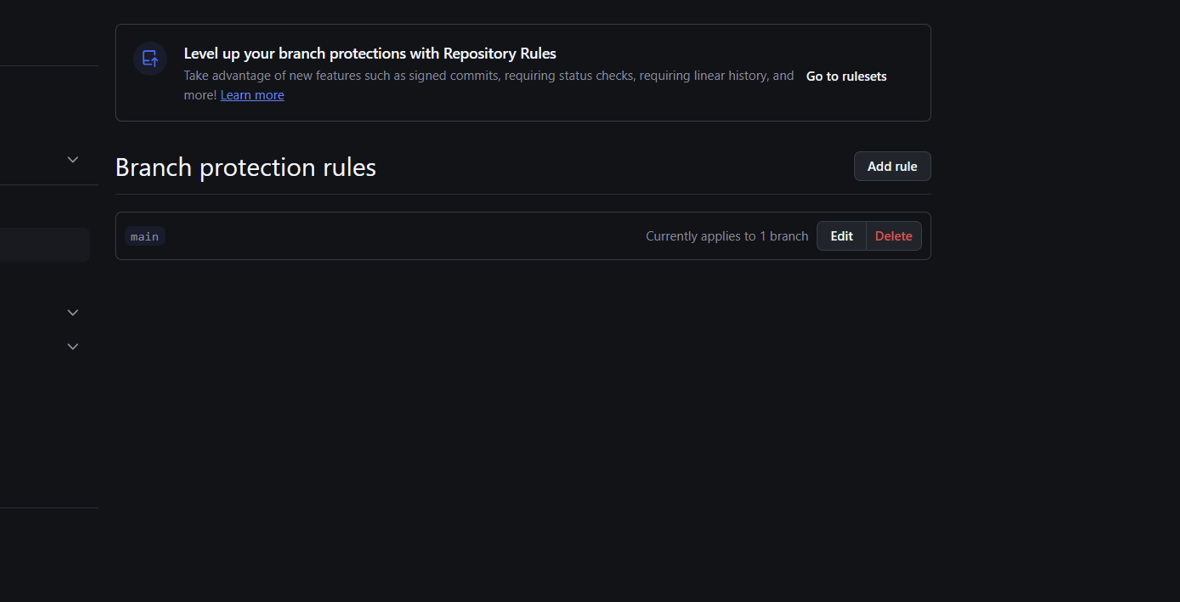 Level up your branch protections with Repository Rules
Take advantage of new features such as signed commits, requiring status checks, requiring linear history, and
more! Learn more
Go to rulesets
Branch protection rules
Add rule
main
Currently applies to 1 branch
Edit
Delete